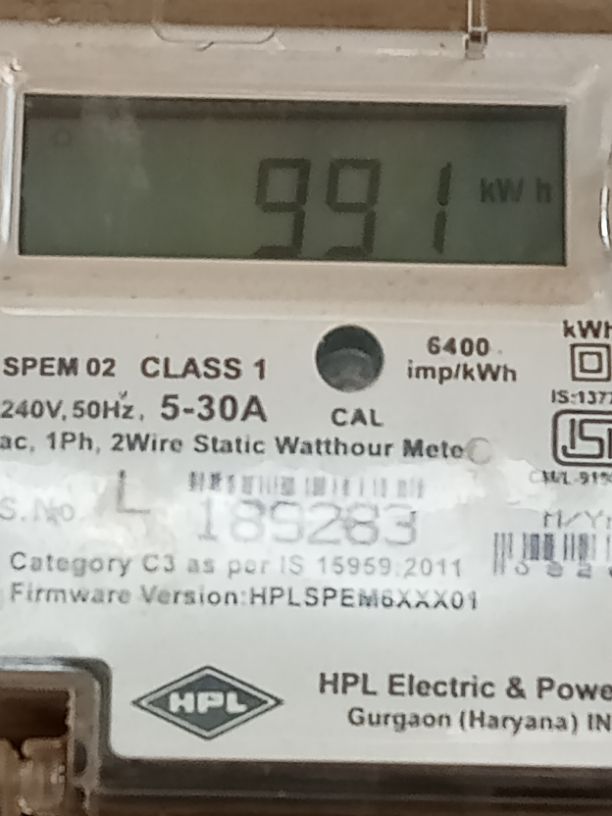 991 kWh
kWh
SPEM 02 CLASS 1
6400
imp/kWh
240V, 50Hz, 5-30A
CAL
ac, 1Ph, 2Wire Static Watthour Mete
S.No. L 189283
Category C3 as per IS 15959:2011
Firmware Version:HPLSPEM6XXX01
HPL
HPL Electric & Powe
Gurgaon (Haryana) IN